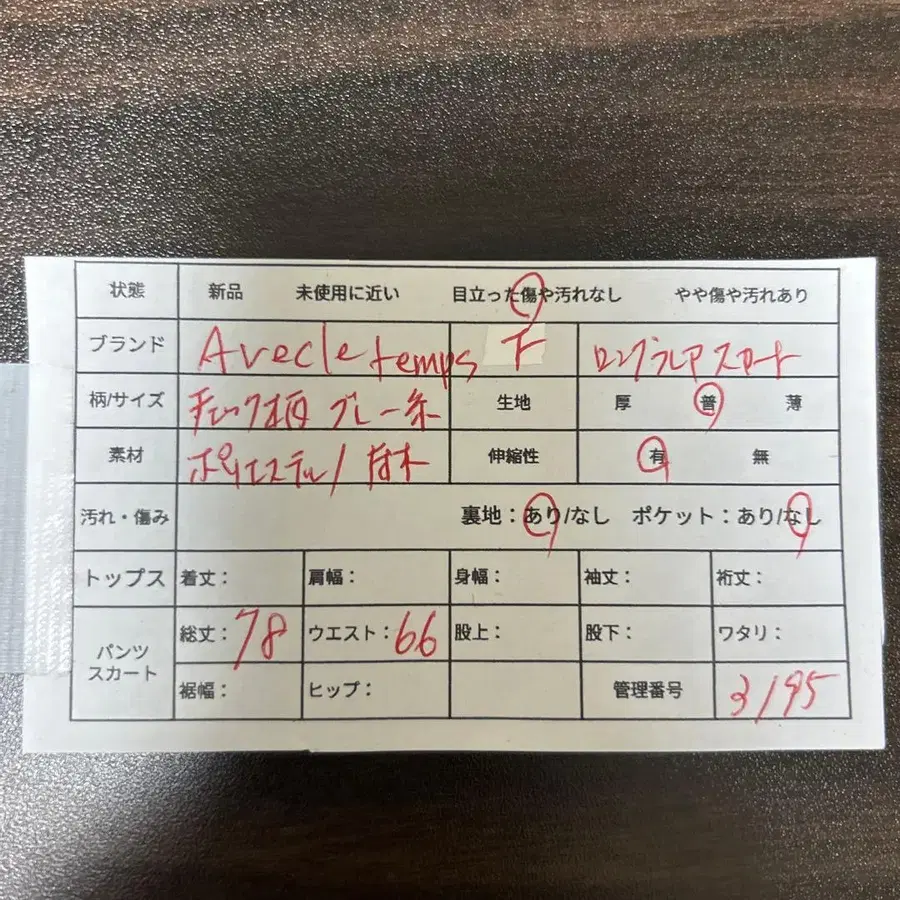 状態 新品 未使用に近い 目立った傷や汚れなし やや傷や汚れあり
ブランド Avecletemps F ロングフレアスカート
柄/サイズ チェック柄 グレー系 生地 厚 普 薄
素材 ポリエステル/ 伸縮性 有 無
汚れ・傷み 裏地：あり/なし ポケット：あり/なし
トップス 着丈： 肩幅： 身幅： 袖丈： 裄丈：
パンツ スカート 総丈：78 ウエスト：66 股上： 股下： ワタリ：
裾幅： ヒップ： 管理番号 3195